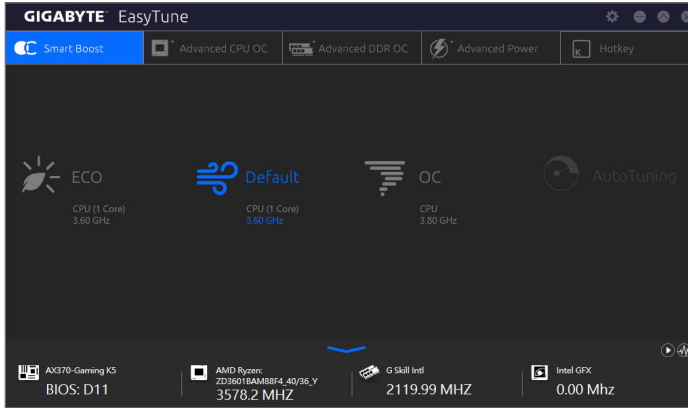 GIGABYTE™ EasyTune
Smart Boost
Advanced CPU OC
Advanced DDR OC
Advanced Power
K
Hotkey
ECO
Default
OC
AutoTuning
CPU (1 Core)
3.60 GHz
CPU (1 Core)
3.60 GHz
CPU
3.80 GHz
AX370-Gaming K5
BIOS: D11
AMD Ryzen:
ZD3601BAM88F4_40/36_Y
3578.2 MHZ
G Skill Intl
2119.99 MHZ
Intel GFX
0.00 Mhz